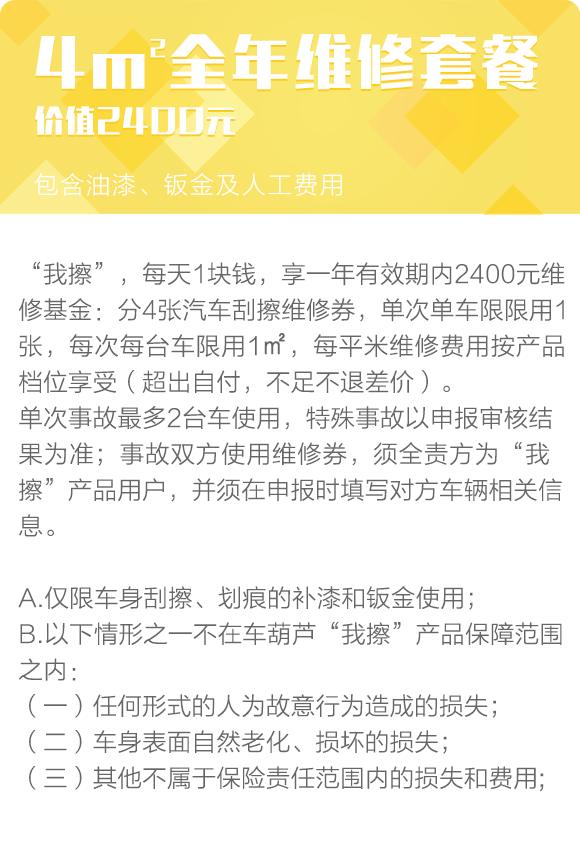 4m²全年维修套餐
价值2400元
包含油漆、钣金及人工费用
“我擦”，每天1块钱，享一年有效期内2400元维
修基金：分4张汽车刮擦维修券，单次单车限限用1
张，每次每台车限用1㎡，每平米维修费用按产品
档位享受（超出自付，不足不退差价）。
单次事故最多2台车使用，特殊事故以申报审核结
果为准；事故双方使用维修券，须全责方为“我
擦”产品用户，并须在申报时填写对方车辆相关信
息。
A.仅限车身刮擦、划痕的补漆和钣金使用；
B.以下情形之一不在车葫芦“我擦”产品保障范围
之内：
（一）任何形式的人为故意行为造成的损失；
（二）车身表面自然老化、损坏的损失；
（三）其他不属于保险责任范围内的损失和费用；